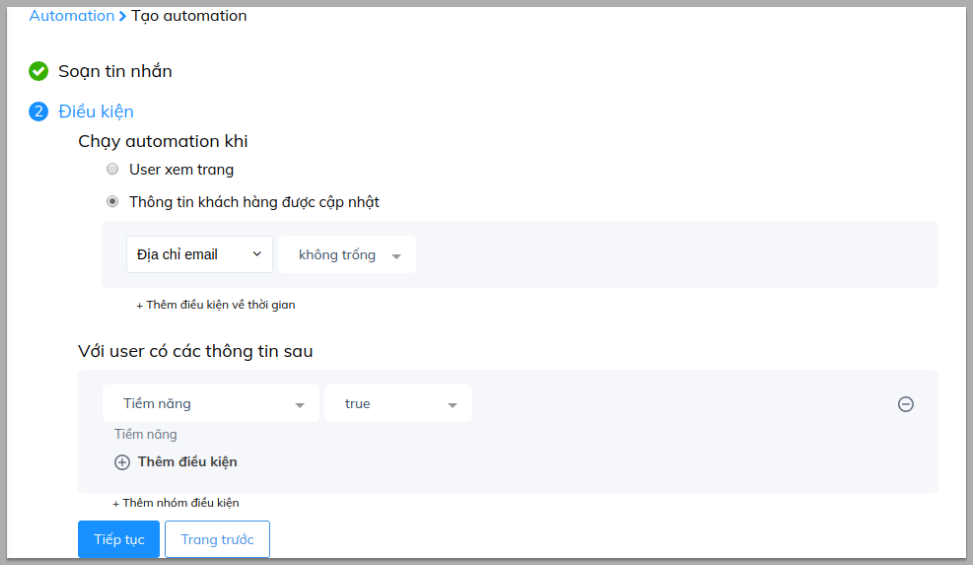 Automation > Tạo automation
Soạn tin nhắn
2 Điều kiện
Chạy automation khi
User xem trang
Thông tin khách hàng được cập nhật
Địa chỉ email không trống
+ Thêm điều kiện về thời gian
Với user có các thông tin sau
Tiềm năng true
Tiềm năng
Thêm điều kiện
+ Thêm nhóm điều kiện
Tiếp tục Trang trước